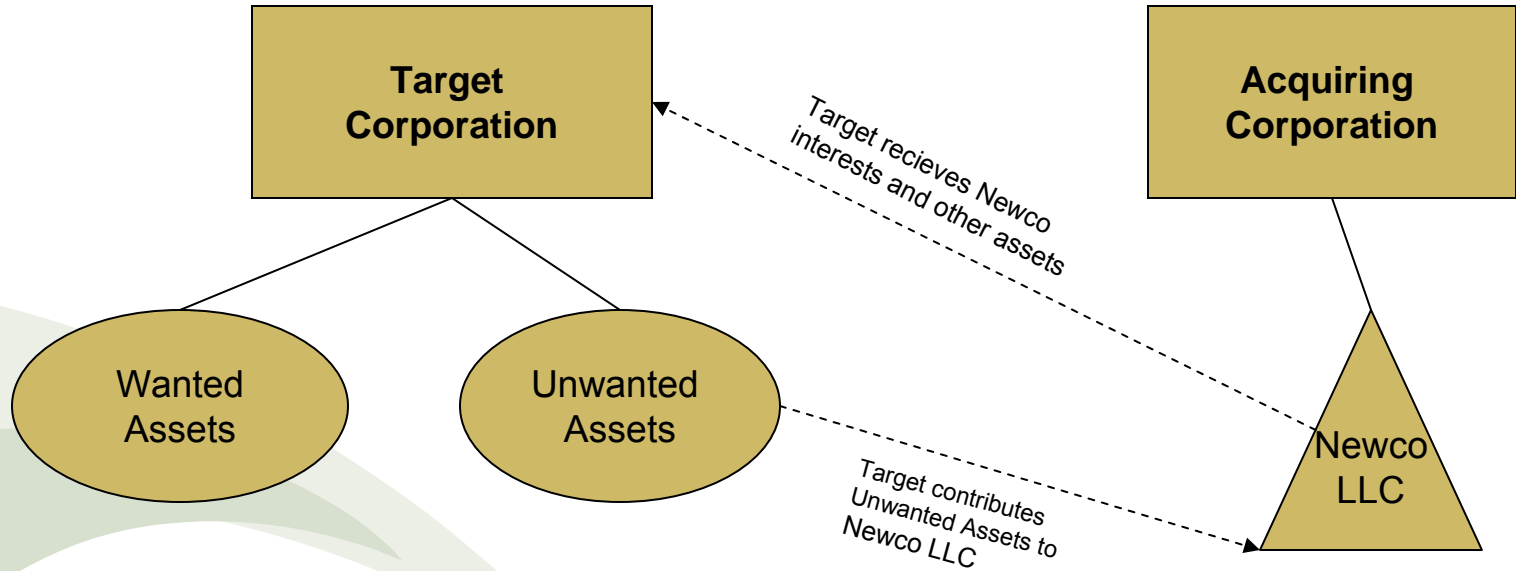 Target
Corporation
Acquiring
Corporation
Target recieves Newco
interests and other assets
Wanted
Assets
Unwanted
Assets
Newco
LLC
Target contributes
Unwanted Assets to
Newco LLC